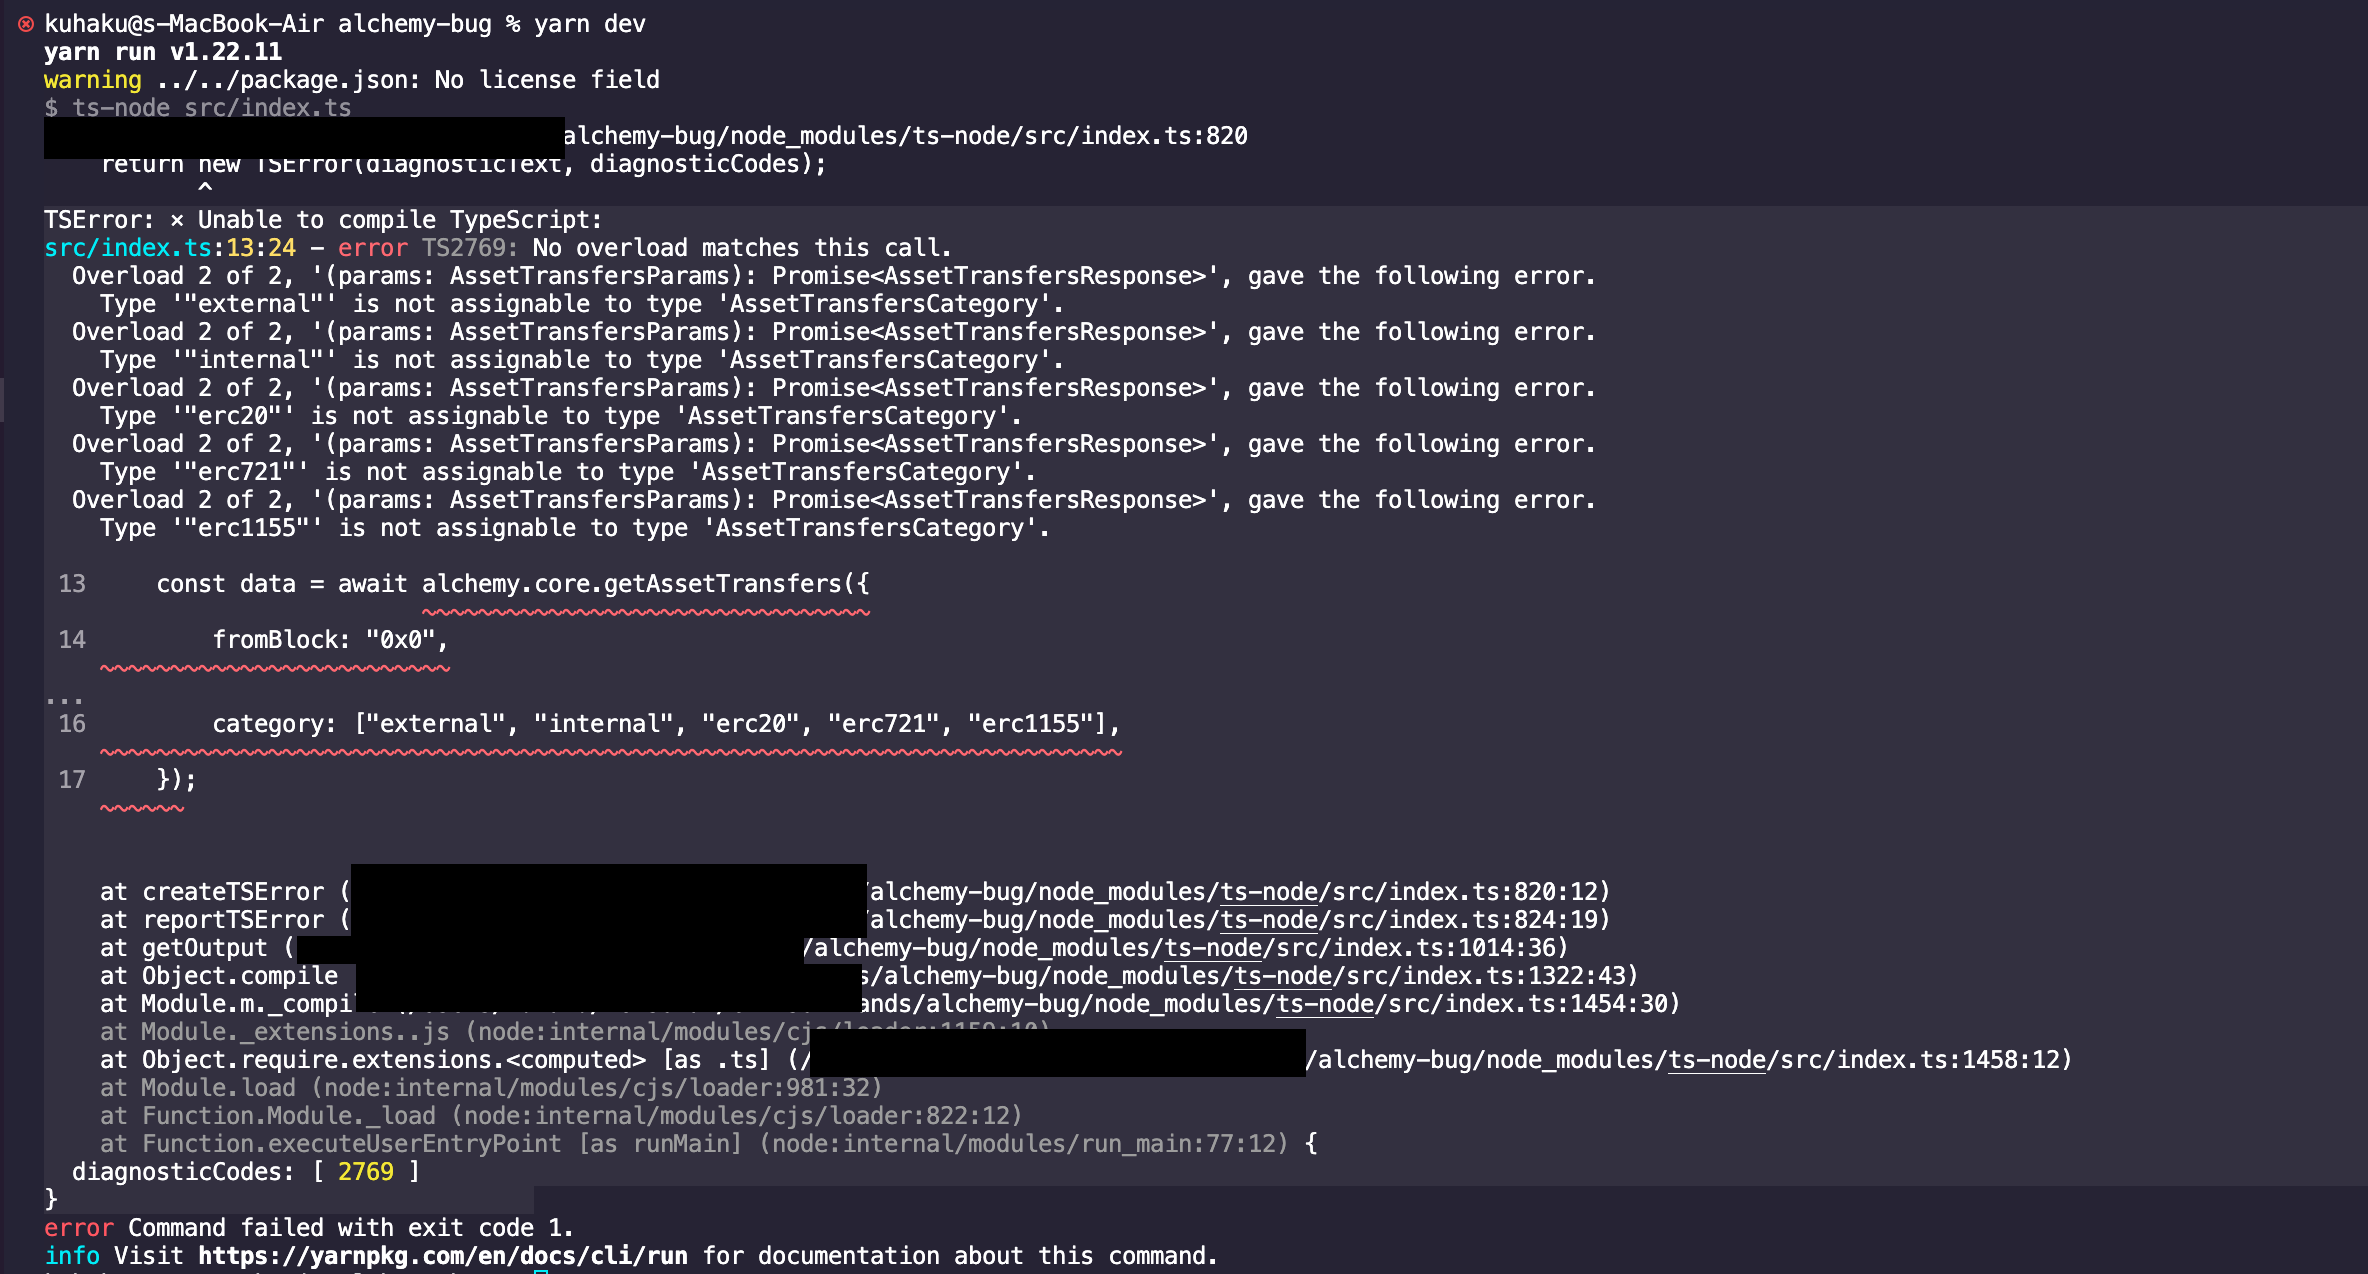 kuhaku@s-MacBook-Air alchemy-bug % yarn dev
yarn run v1.22.11
warning ../../package.json: No license field
$ ts-node src/index.ts
alchemy-bug/node_modules/ts-node/src/index.ts:820
return new TSError(diagnosticText, diagnosticCodes);
^
TSError: ⨯ Unable to compile TypeScript:
src/index.ts:13:24 - error TS2769: No overload matches this call.
Overload 2 of 2, '(params: AssetTransfersParams): Promise<AssetTransfersResponse>', gave the following error.
Type '"external"' is not assignable to type 'AssetTransfersCategory'.
Overload 2 of 2, '(params: AssetTransfersParams): Promise<AssetTransfersResponse>', gave the following error.
Type '"internal"' is not assignable to type 'AssetTransfersCategory'.
Overload 2 of 2, '(params: AssetTransfersParams): Promise<AssetTransfersResponse>', gave the following error.
Type '"erc20"' is not assignable to type 'AssetTransfersCategory'.
Overload 2 of 2, '(params: AssetTransfersParams): Promise<AssetTransfersResponse>', gave the following error.
Type '"erc721"' is not assignable to type 'AssetTransfersCategory'.
Overload 2 of 2, '(params: AssetTransfersParams): Promise<AssetTransfersResponse>', gave the following error.
Type '"erc1155"' is not assignable to type 'AssetTransfersCategory'.
13 const data = await alchemy.core.getAssetTransfers({
14 fromBlock: "0x0",
...
16 category: ["external", "internal", "erc20", "erc721", "erc1155"],
17 });
at createTSError ( /alchemy-bug/node_modules/ts-node/src/index.ts:820:12)
at reportTSError ( /alchemy-bug/node_modules/ts-node/src/index.ts:824:19)
at getOutput ( /alchemy-bug/node_modules/ts-node/src/index.ts:1014:36)
at Object.compile s/alchemy-bug/node_modules/ts-node/src/index.ts:1322:43)
at Module.m._compil ands/alchemy-bug/node_modules/ts-node/src/index.ts:1454:30)
at Module._extensions..js (node:internal/modules/cjs/loader:1159:10)
at Object.require.extensions.<computed> [as .ts] (/ /alchemy-bug/node_modules/ts-node/src/index.ts:1458:12)
at Module.load (node:internal/modules/cjs/loader:981:32)
at Function.Module._load (node:internal/modules/cjs/loader:822:12)
at Function.executeUserEntryPoint [as runMain] (node:internal/modules/run_main:77:12) {
diagnosticCodes: [ 2769 ]
}
error Command failed with exit code 1.
info Visit https://yarnpkg.com/en/docs/cli/run for documentation about this command.